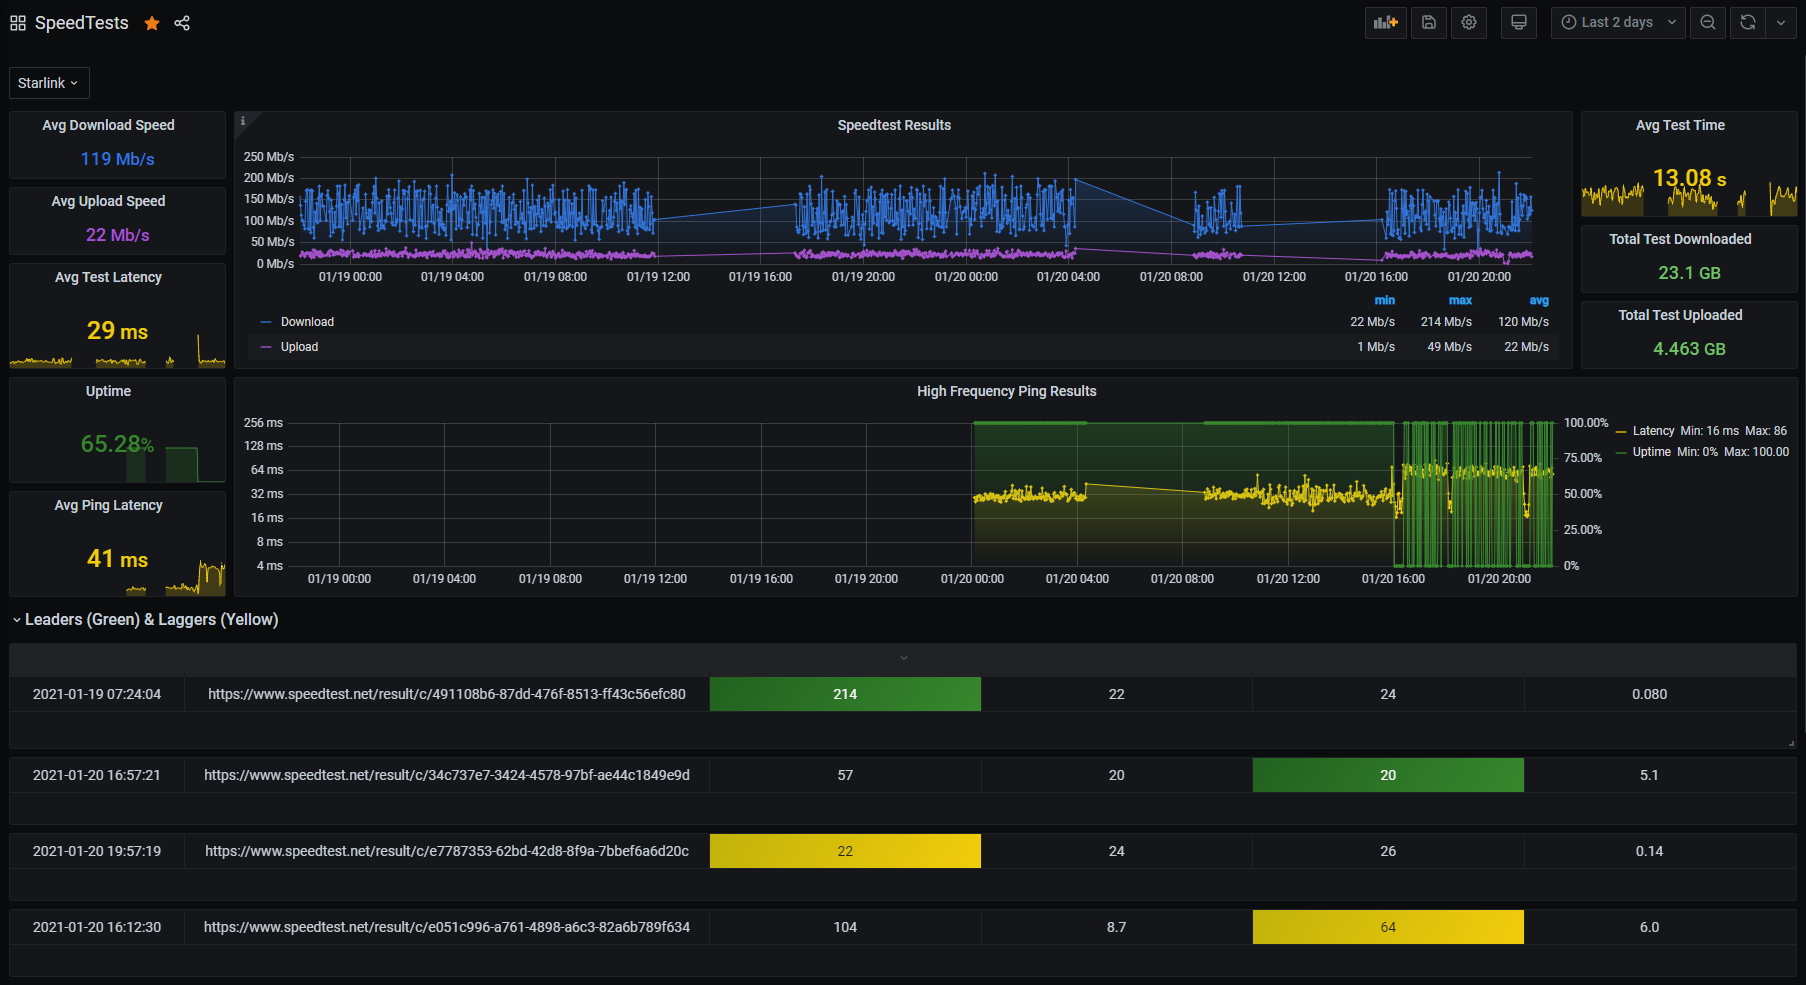 SpeedTests
Last 2 days
Starlink
Avg Download Speed
119 Mb/s
Avg Upload Speed
22 Mb/s
Avg Test Latency
29 ms
Uptime
65.28%
Avg Ping Latency
41 ms
i
Speedtest Results
250 Mb/s
200 Mb/s
150 Mb/s
100 Mb/s
50 Mb/s
0 Mb/s
01/19 00:00 01/19 04:00 01/19 08:00 01/19 12:00 01/19 16:00 01/19 20:00 01/20 00:00 01/20 04:00 01/20 08:00 01/20 12:00 01/20 16:00 01/20 20:00
min max avg
Download 22 Mb/s 214 Mb/s 120 Mb/s
Upload 1 Mb/s 49 Mb/s 22 Mb/s
Avg Test Time
13.08 s
Total Test Downloaded
23.1 GB
Total Test Uploaded
4.463 GB
High Frequency Ping Results
256 ms
128 ms
64 ms
32 ms
16 ms
8 ms
4 ms
01/19 00:00 01/19 04:00 01/19 08:00 01/19 12:00 01/19 16:00 01/19 20:00 01/20 00:00 01/20 04:00 01/20 08:00 01/20 12:00 01/20 16:00 01/20 20:00
100.00%
75.00%
50.00%
25.00%
0%
Latency Min: 16 ms Max: 86
Uptime Min: 0% Max: 100.00
Leaders (Green) & Laggers (Yellow)
2021-01-19 07:24:04 https://www.speedtest.net/result/c/491108b6-87dd-476f-8513-ff43c56efc80 214 22 24 0.080
2021-01-20 16:57:21 https://www.speedtest.net/result/c/34c737e7-3424-4578-97bf-ae44c1849e9d 57 20 20 5.1
2021-01-20 19:57:19 https://www.speedtest.net/result/c/e7787353-62bd-42d8-8f9a-7bbef6a6d20c 22 24 26 0.14
2021-01-20 16:12:30 https://www.speedtest.net/result/c/e051c996-a761-4898-a6c3-82a6b789f634 104 8.7 64 6.0